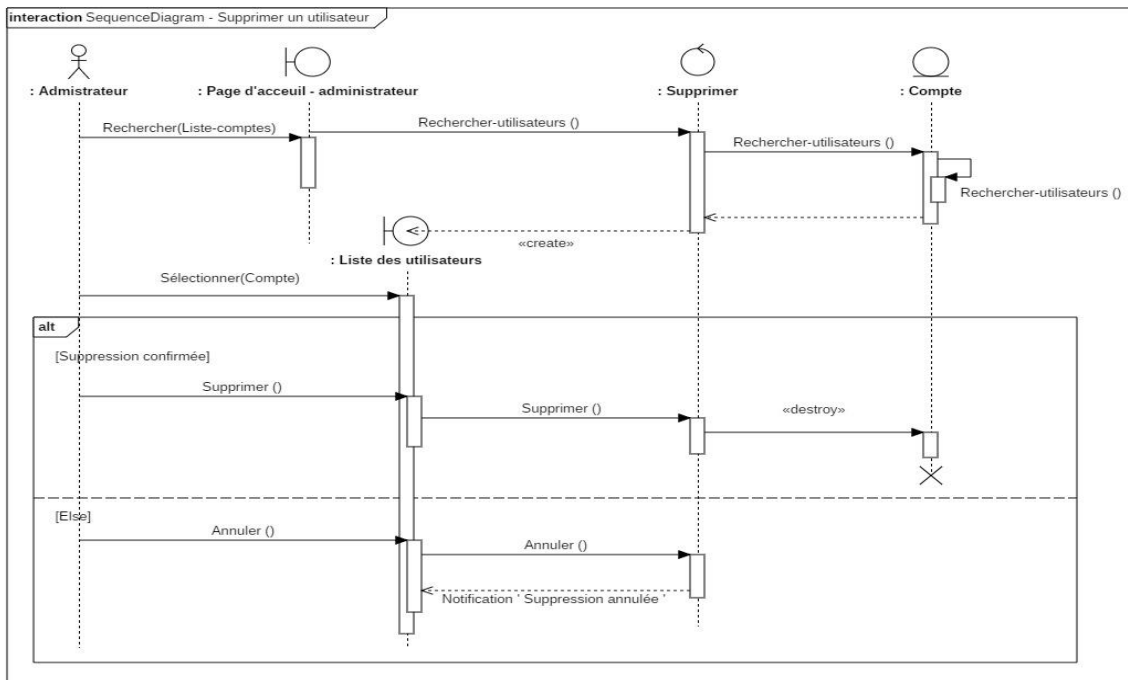 interaction SequenceDiagram - Supprimer un utilisateur
: Admistrateur
: Page d'acceuil - administrateur
: Supprimer
: Compte
Rechercher(Liste-comptes)
Rechercher-utilisateurs ()
Rechercher-utilisateurs ()
Rechercher-utilisateurs ()
«create»
: Liste des utilisateurs
Sélectionner(Compte)
alt
[Suppression confirmée]
Supprimer ()
Supprimer ()
«destroy»
[Else]
Annuler ()
Annuler ()
Notification ' Suppression annulée '